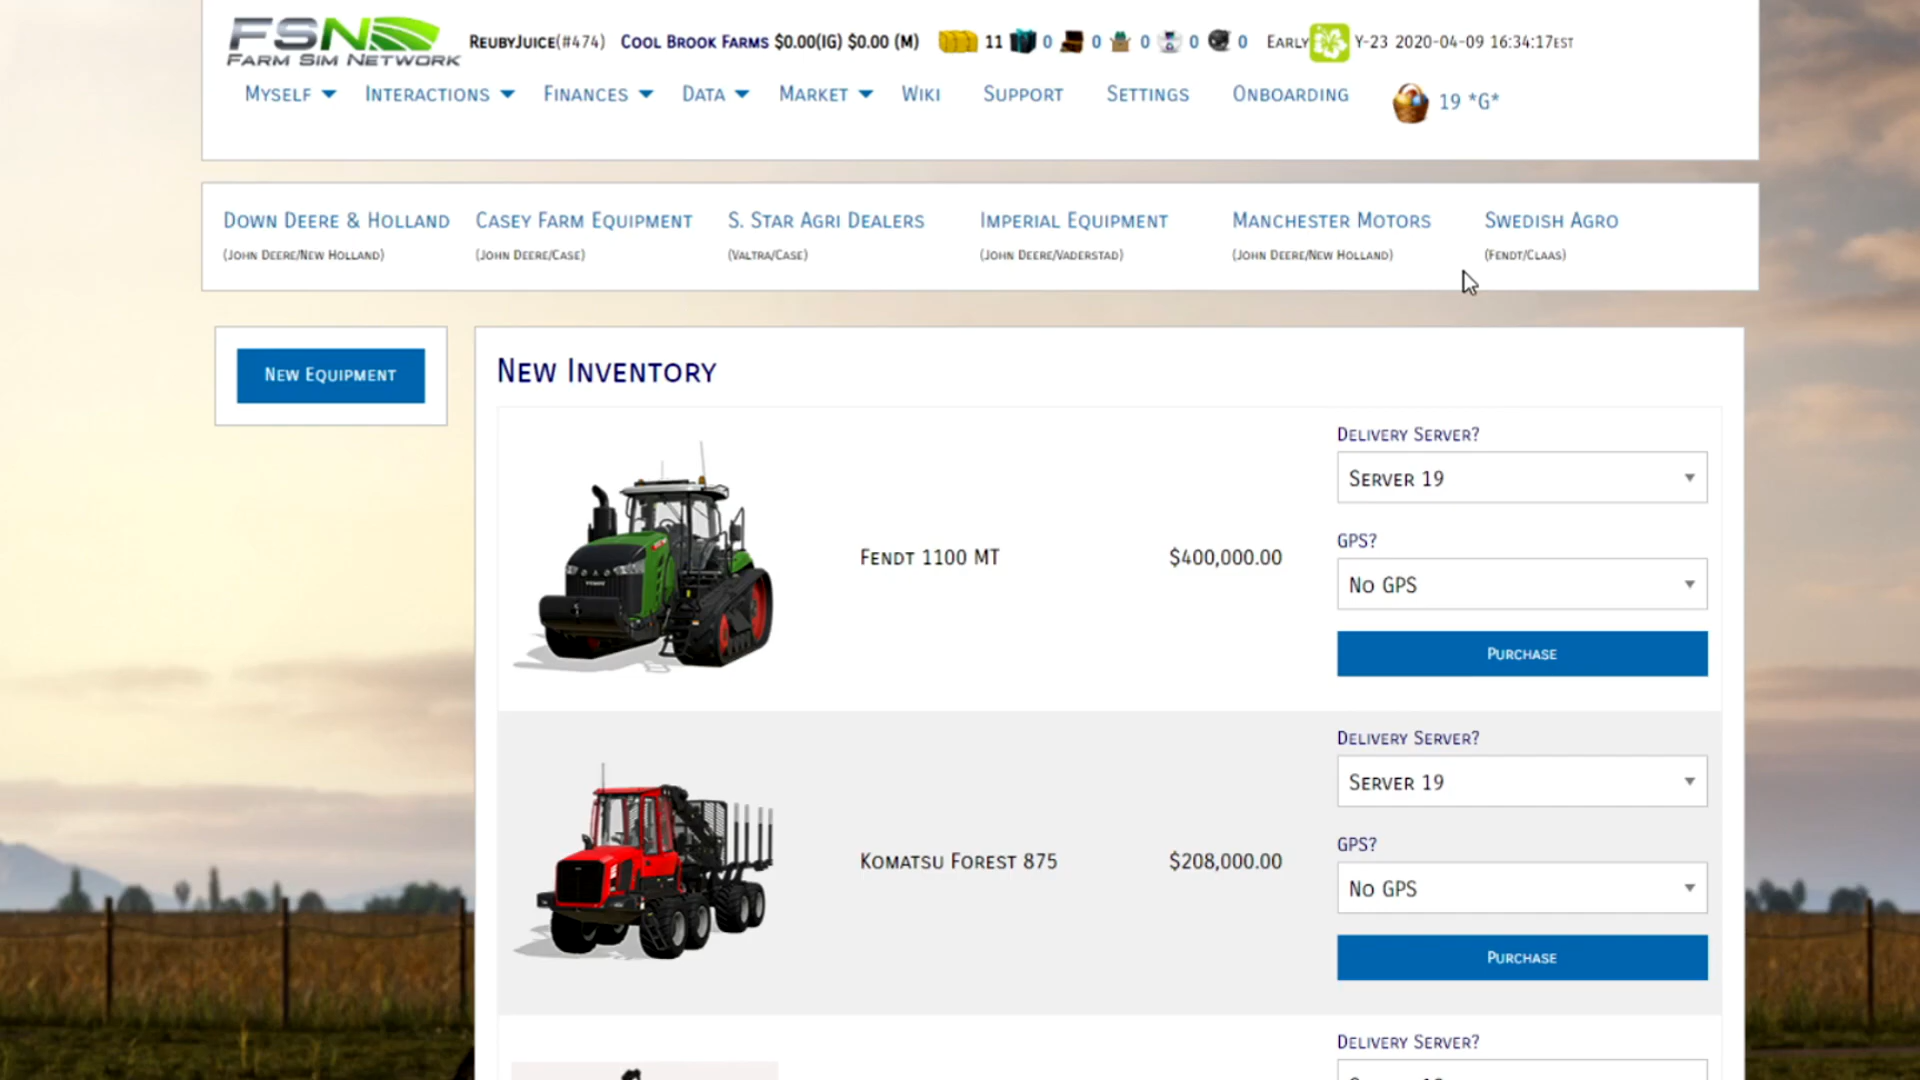 FSN
Farm Sim Network
ReubyJuice(#474) Cool Brook Farms $0.00(IG) $0.00 (M) 11 0 0 0 0 0 Early Y-23 2020-04-09 16:34:17EST
Myself Interactions Finances Data Market Wiki Support Settings Onboarding 19 *G*
Down Deere & Holland Casey Farm Equipment S. Star Agri Dealers Imperial Equipment Manchester Motors Swedish Agro
(John Deere/New Holland) (John Deere/Case) (Valtra/Case) (John Deere/Vaderstad) (John Deere/New Holland) (Fendt/Claas)
New Equipment
New Inventory
Delivery Server?
Server 19
GPS?
Fendt 1100 MT $400,000.00
No GPS
Purchase
Delivery Server?
Server 19
GPS?
Komatsu Forest 875 $208,000.00
No GPS
Purchase
Delivery Server?
Server 19